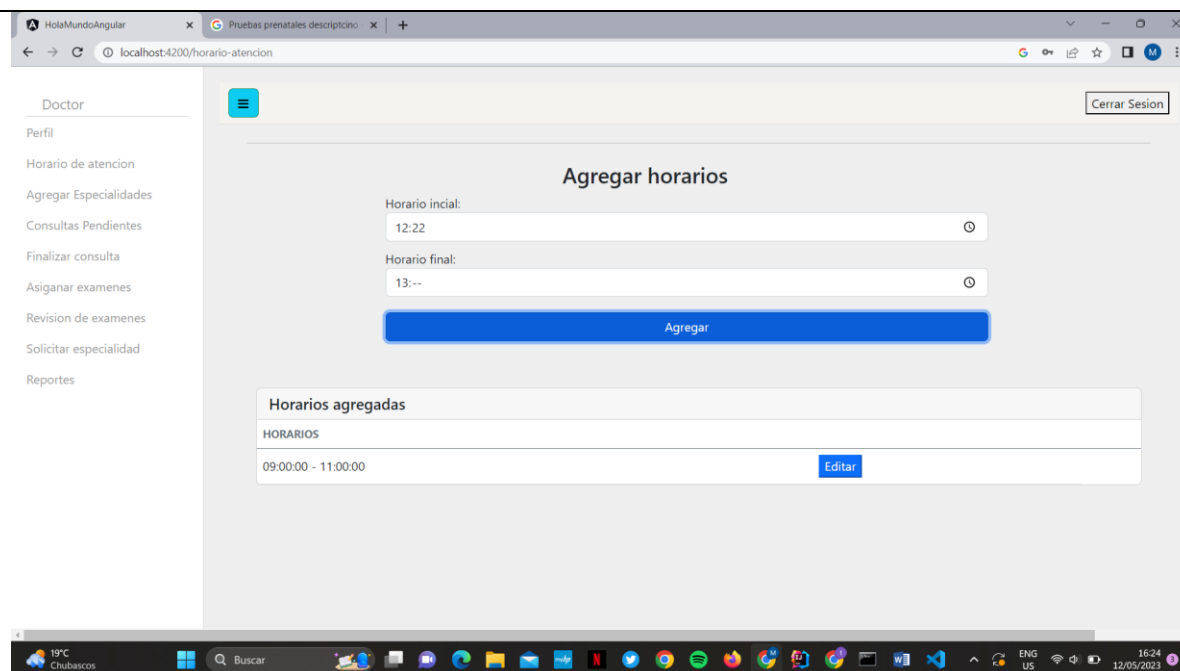 HolaMundoAngular
Pruebas prenatales descriptcino
localhost:4200/horario-atencion
M
Doctor
Cerrar Sesion
Perfil
Horario de atencion
Agregar Especialidades
Consultas Pendientes
Finalizar consulta
Asiganar examenes
Revision de examenes
Solicitar especialidad
Reportes
Agregar horarios
Horario incial:
12:22
Horario final:
13:--
Agregar
Horarios agregadas
HORARIOS
09:00:00 - 11:00:00 Editar
19°C
Chubascos
Buscar
ENG
US
16:24
12/05/2023
3